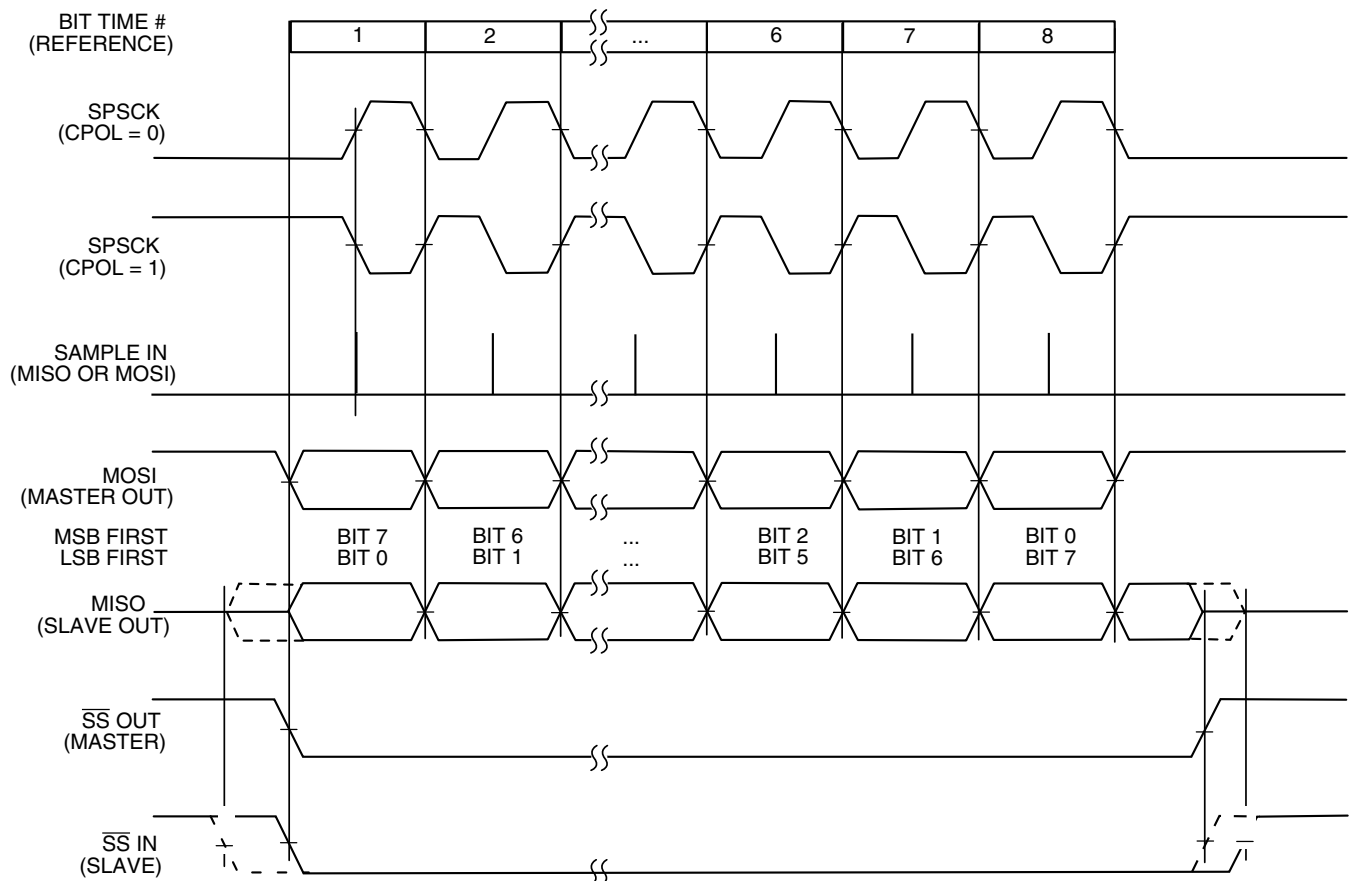 BIT TIME #
(REFERENCE)
1 2 ... 6 7 8
SPSCK
(CPOL = 0)
SPSCK
(CPOL = 1)
SAMPLE IN
(MISO OR MOSI)
MOSI
(MASTER OUT)
MSB FIRST BIT 7 BIT 6 ... BIT 2 BIT 1 BIT 0
LSB FIRST BIT 0 BIT 1 ... BIT 5 BIT 6 BIT 7
MISO
(SLAVE OUT)
S̅S̅ OUT
(MASTER)
S̅S̅ IN
(SLAVE)